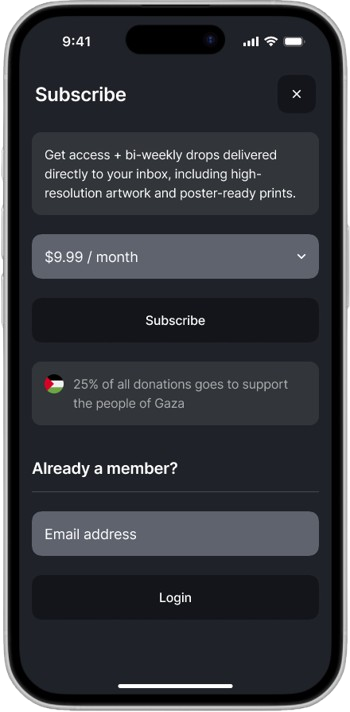 9:41
Subscribe
Get access + bi-weekly drops delivered
directly to your inbox, including high-
resolution artwork and poster-ready prints.
$9.99 / month
Subscribe
25% of all donations goes to support
the people of Gaza
Already a member?
Email address
Login